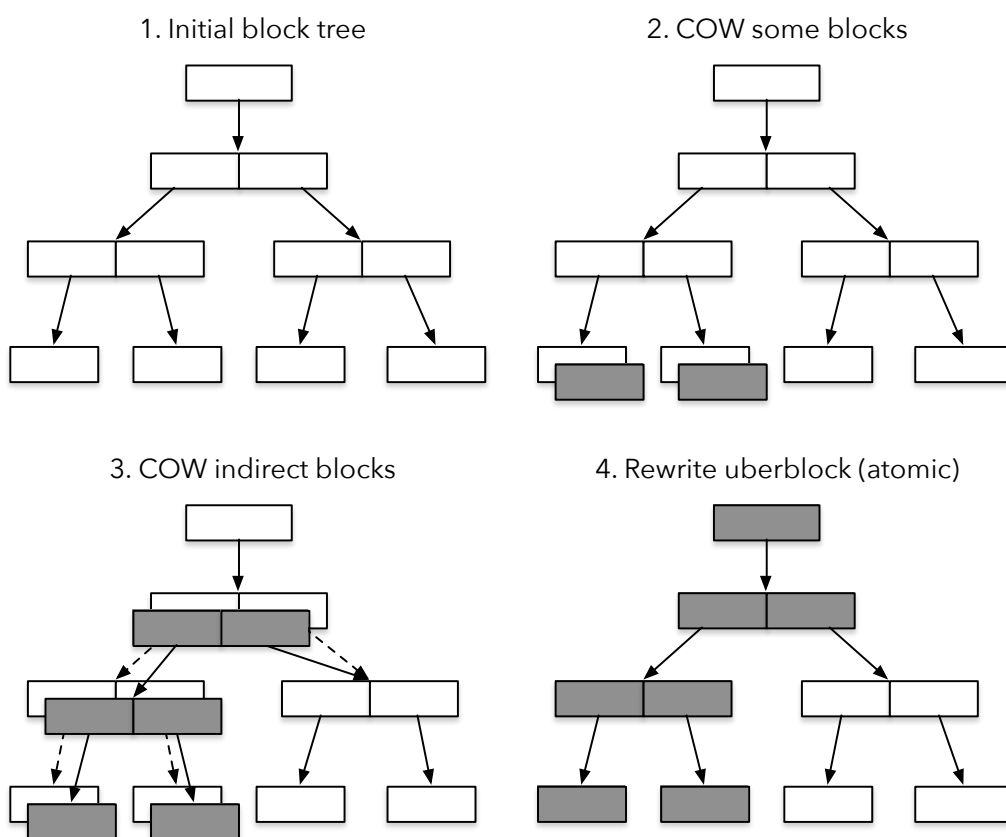 1. Initial block tree
2. COW some blocks
3. COW indirect blocks
4. Rewrite uberblock (atomic)